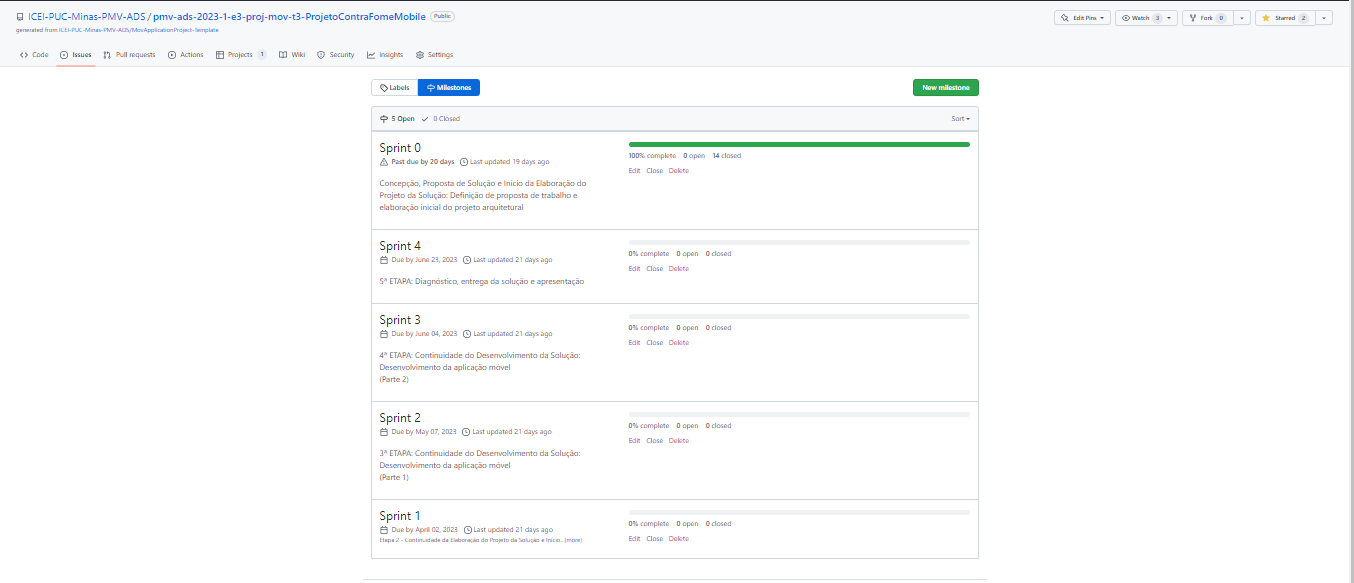 ICEI-PUC-Minas-PMV-ADS / pmv-ads-2023-1-e3-proj-mov-t3-ProjetoContraFomeMobile Public
Edit Pins Watch 3 Fork 0 Starred 2
generated from ICEI-PUC-Minas-PMV-ADS/MovApplicationProject-Template
Code Issues Pull requests Actions Projects 1 Wiki Security Insights Settings
Labels Milestones New milestone
5 Open 0 Closed Sort
Sprint 0
Past due by 20 days Last updated 19 days ago
Concepção, Proposta de Solução e Início da Elaboração do
Projeto da Solução: Definição de proposta de trabalho e
elaboração inicial do projeto arquitetural
100% complete 0 open 14 closed
Edit Close Delete
Sprint 4
Due by June 23, 2023 Last updated 21 days ago
5ª ETAPA: Diagnóstico, entrega da solução e apresentação
0% complete 0 open 0 closed
Edit Close Delete
Sprint 3
Due by June 04, 2023 Last updated 21 days ago
4ª ETAPA: Continuidade do Desenvolvimento da Solução:
Desenvolvimento da aplicação móvel
(Parte 2)
0% complete 0 open 0 closed
Edit Close Delete
Sprint 2
Due by May 07, 2023 Last updated 21 days ago
3ª ETAPA: Continuidade do Desenvolvimento da Solução:
Desenvolvimento da aplicação móvel
(Parte 1)
0% complete 0 open 0 closed
Edit Close Delete
Sprint 1
Due by April 02, 2023 Last updated 21 days ago
Etapa 2 - Continuidade da Elaboração do Projeto da Solução e Início...(more)
0% complete 0 open 0 closed
Edit Close Delete